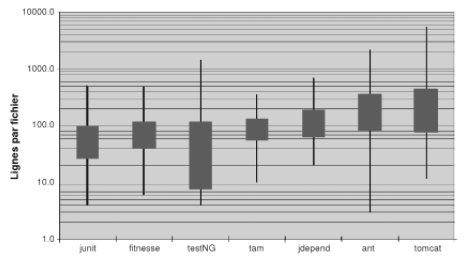 10000.0
1000.0
100.0
10.0
1.0
Lignes par fichier
junit fitnesse testNG tam jdepend ant tomcat